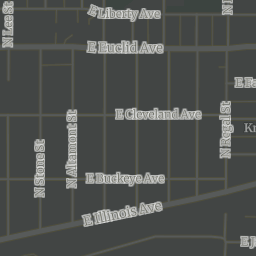 N Lee St
E Liberty Ave
E Euclid Ave
E Cleveland Ave
N Regal St
N Altamont St
N Stone St
E Buckeye Ave
E Illinois Ave